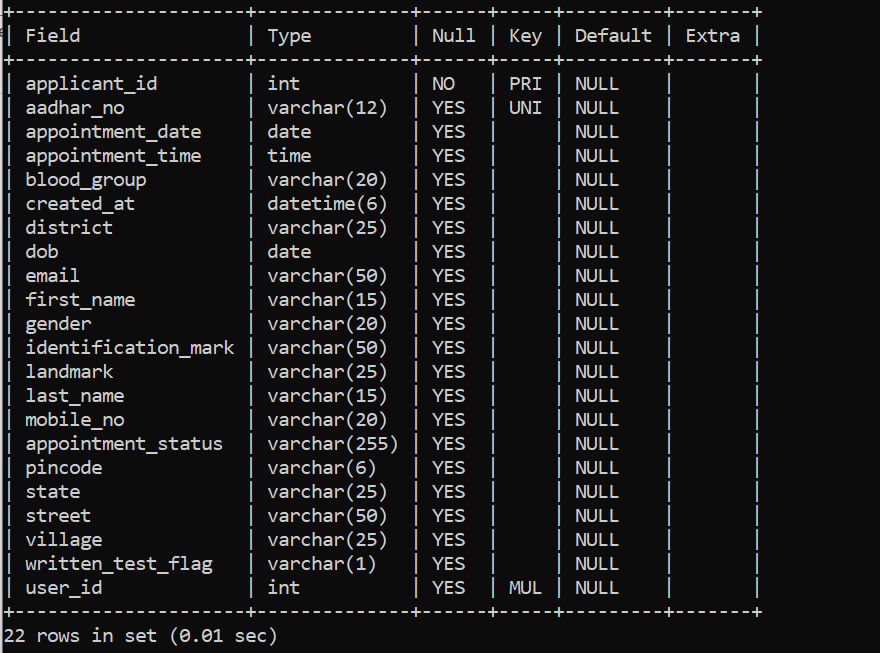 +---------------------+--------------+------+-----+---------+-------+
| Field               | Type         | Null | Key | Default | Extra |
+---------------------+--------------+------+-----+---------+-------+
| applicant_id        | int          | NO   | PRI | NULL    |       |
| aadhar_no           | varchar(12)  | YES  | UNI | NULL    |       |
| appointment_date    | date         | YES  |     | NULL    |       |
| appointment_time    | time         | YES  |     | NULL    |       |
| blood_group         | varchar(20)  | YES  |     | NULL    |       |
| created_at          | datetime(6)  | YES  |     | NULL    |       |
| district            | varchar(25)  | YES  |     | NULL    |       |
| dob                 | date         | YES  |     | NULL    |       |
| email               | varchar(50)  | YES  |     | NULL    |       |
| first_name          | varchar(15)  | YES  |     | NULL    |       |
| gender              | varchar(20)  | YES  |     | NULL    |       |
| identification_mark | varchar(50)  | YES  |     | NULL    |       |
| landmark            | varchar(25)  | YES  |     | NULL    |       |
| last_name           | varchar(15)  | YES  |     | NULL    |       |
| mobile_no           | varchar(20)  | YES  |     | NULL    |       |
| appointment_status  | varchar(255) | YES  |     | NULL    |       |
| pincode             | varchar(6)   | YES  |     | NULL    |       |
| state               | varchar(25)  | YES  |     | NULL    |       |
| street              | varchar(50)  | YES  |     | NULL    |       |
| village             | varchar(25)  | YES  |     | NULL    |       |
| written_test_flag   | varchar(1)   | YES  |     | NULL    |       |
| user_id             | int          | YES  | MUL | NULL    |       |
+---------------------+--------------+------+-----+---------+-------+
22 rows in set (0.01 sec)